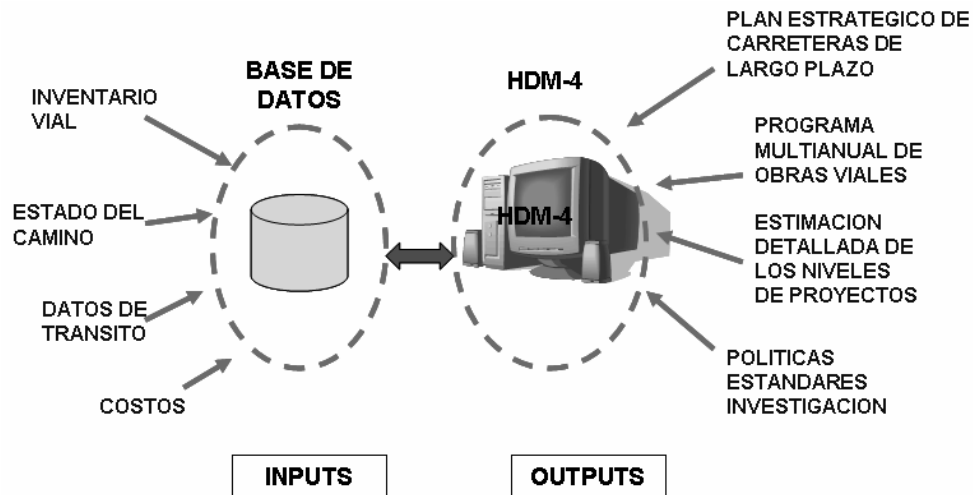 INVENTARIO
VIAL
ESTADO DEL
CAMINO
DATOS DE
TRANSITO
COSTOS
BASE DE
DATOS
HDM-4
HDM-4
PLAN ESTRATEGICO DE
CARRETERAS DE
LARGO PLAZO
PROGRAMA
MULTIANUAL DE
OBRAS VIALES
ESTIMACION
DETALLADA DE
LOS NIVELES
DE PROYECTOS
POLITICAS
ESTANDARES
INVESTIGACION
INPUTS
OUTPUTS